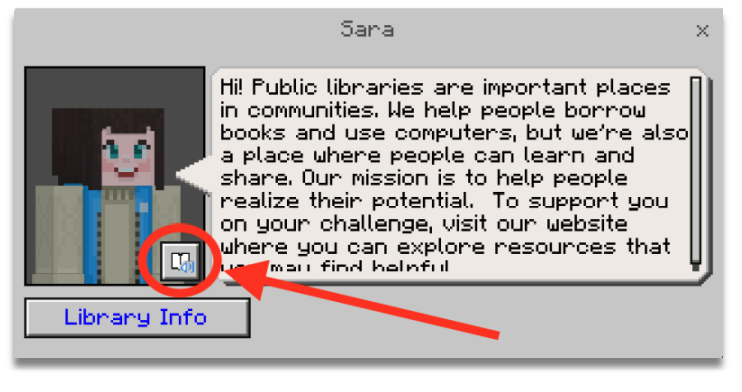 Sara
x
Hi! Public libraries are important places
in communities. We help people borrow
books and use computers, but we're also
a place where people can learn and
share. Our mission is to help people
realize their potential. To support you
on your challenge, visit our website
where you can explore resources that
you may find helpful
Library Info